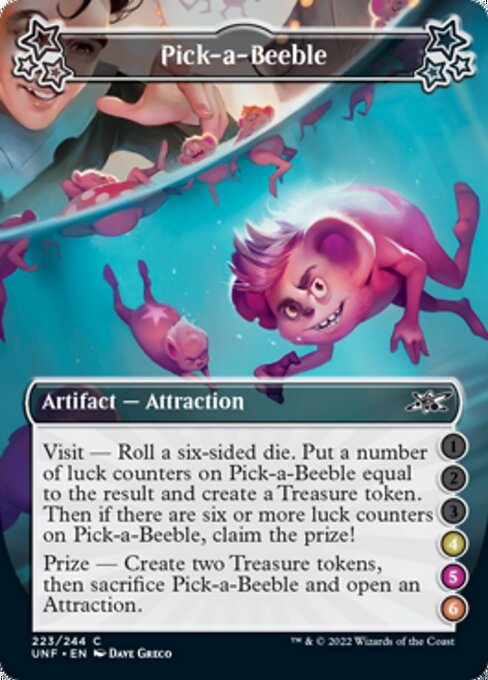 Pick-a-Beeble
Artifact — Attraction
Visit — Roll a six-sided die. Put a number
of luck counters on Pick-a-Beeble equal
to the result and create a Treasure token.
Then if there are six or more luck counters
on Pick-a-Beeble, claim the prize!
Prize — Create two Treasure tokens,
then sacrifice Pick-a-Beeble and open an
Attraction.
1
2
3
4
5
6
223/244 C
UNF • EN Dave Greco
™ & © 2022 Wizards of the Coast